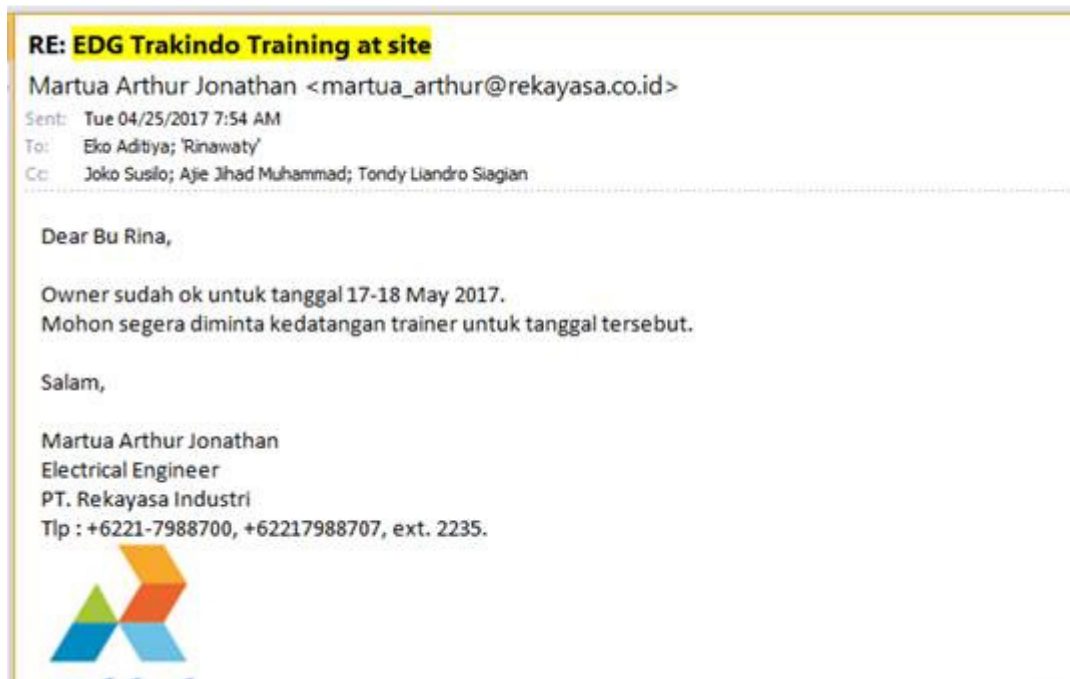 RE: EDG Trakindo Training at site
Martua Arthur Jonathan <martua_arthur@rekayasa.co.id>
Sent: Tue 04/25/2017 7:54 AM
To: Eko Aditiya; 'Rinawaty'
Cc: Joko Susilo; Ajie Jihad Muhammad; Tondy Liandro Siagian
Dear Bu Rina,
Owner sudah ok untuk tanggal 17-18 May 2017.
Mohon segera diminta kedatangan trainer untuk tanggal tersebut.
Salam,
Martua Arthur Jonathan
Electrical Engineer
PT. Rekayasa Industri
Tlp : +6221-7988700, +62217988707, ext. 2235.